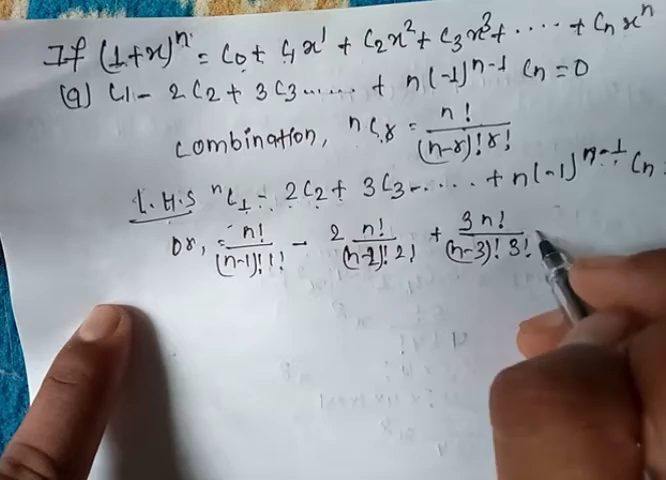 If (1+x)^n = C0 + C1x^1 + C2x^2 + C3x^3 + ..... + Cnx^n
(a) C1 - 2C2 + 3C3 ...... + n(-1)^n-1 Cn = 0
Combination, nCr = n! / (n-r)! r!
L.H.S nC1 - 2C2 + 3C3 - ..... + n(-1)^n-1 Cn
or, = n! / (n-1)! 1! - 2 n! / (n-2)! 2! + 3 n! / (n-3)! 3!